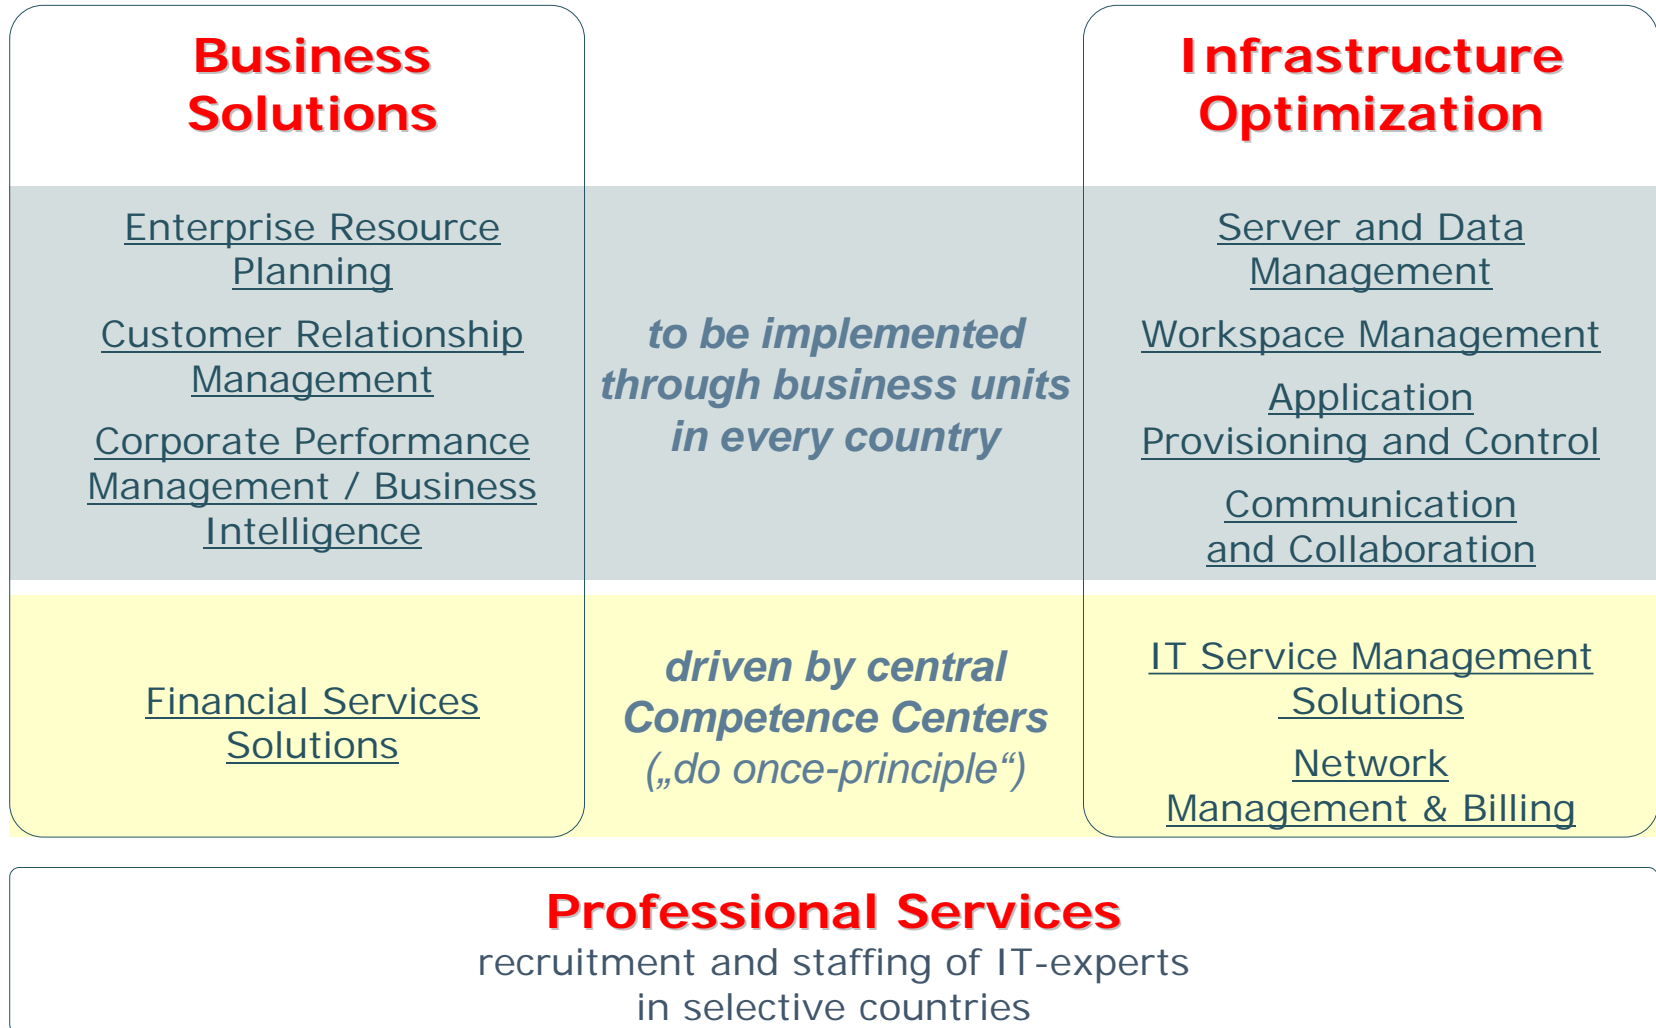 Business
Solutions
Enterprise Resource
Planning
Customer Relationship
Management
Corporate Performance
Management / Business
Intelligence
Financial Services
Solutions
to be implemented
through business units
in every country
driven by central
Competence Centers
(„do once-principle“)
Infrastructure
Optimization
Server and Data
Management
Workspace Management
Application
Provisioning and Control
Communication
and Collaboration
IT Service Management
Solutions
Network
Management & Billing
Professional Services
recruitment and staffing of IT-experts
in selective countries